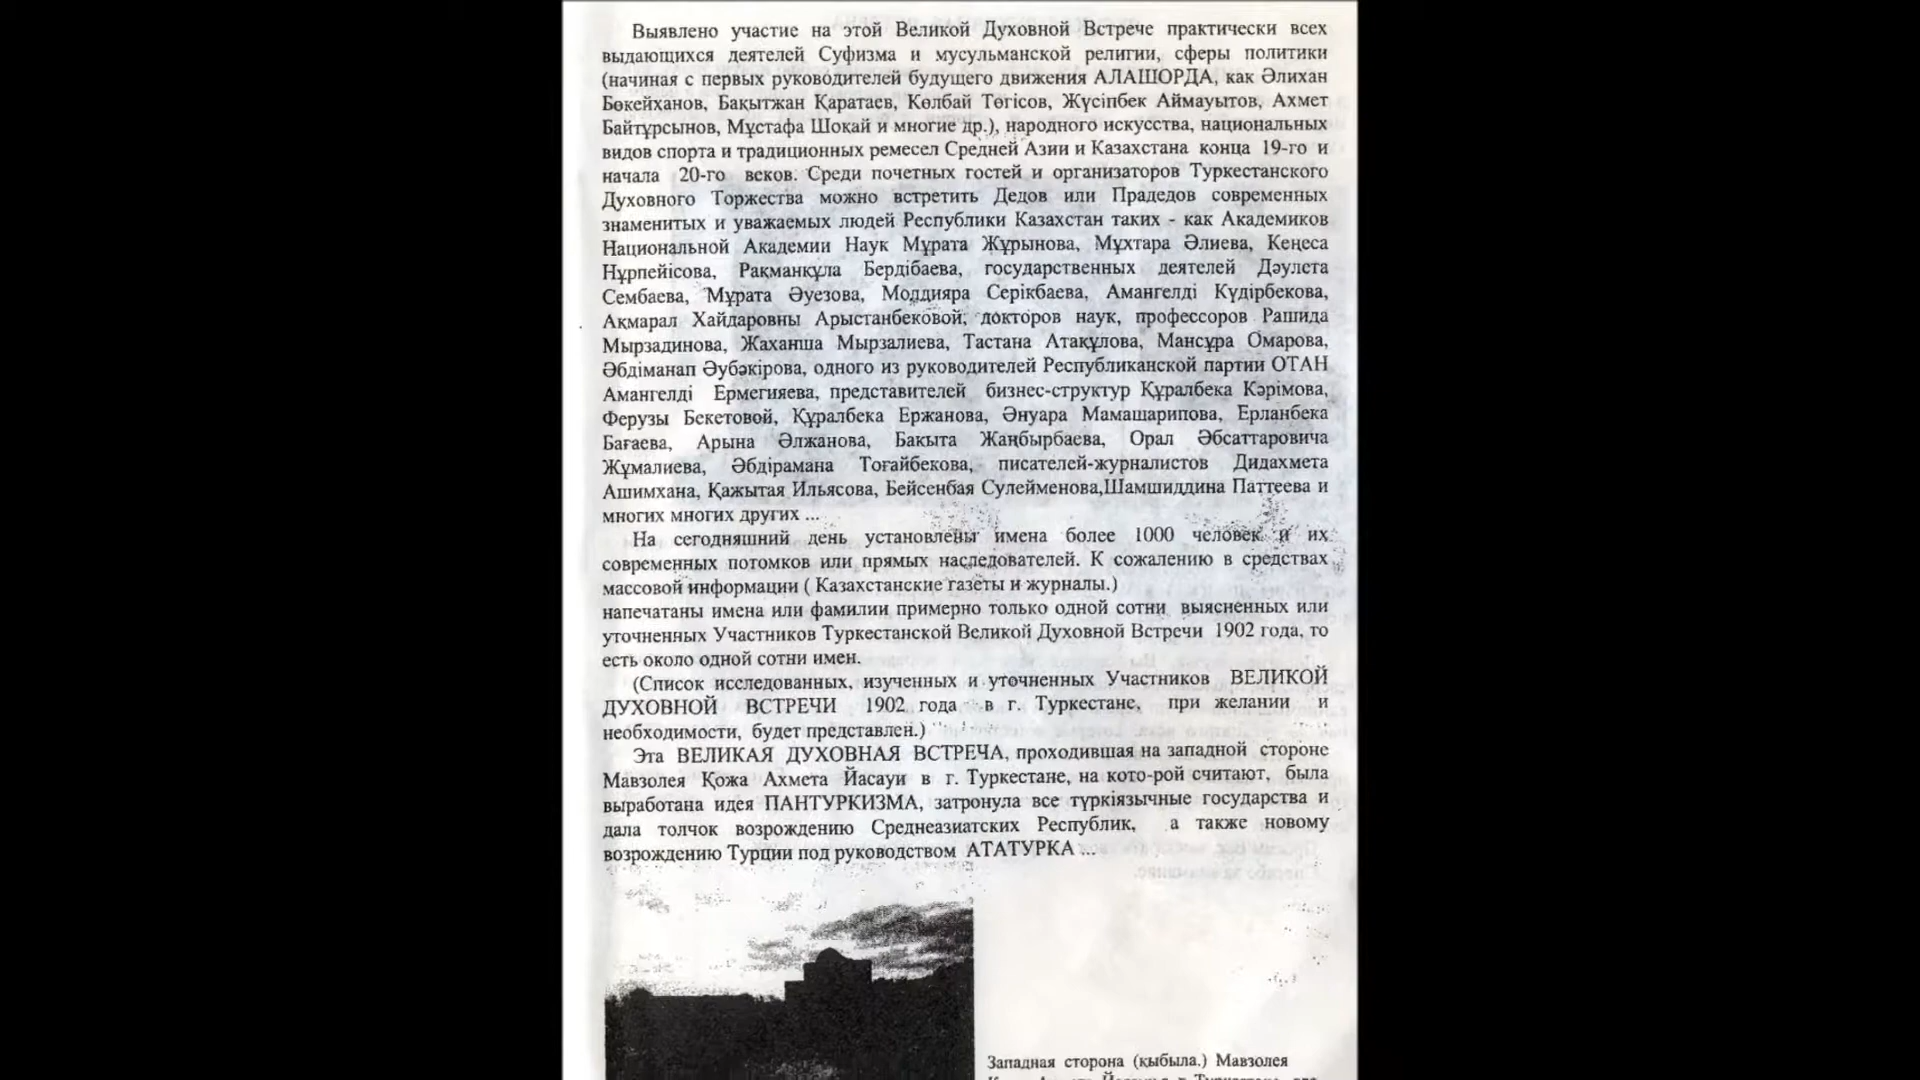 Выявлено участие на этой Великой Духовной Встрече практически всех
выдающихся деятелей Суфизма и мусульманской религии, сферы политики
(начиная с первых руководителей будущего движения АЛАШОРДА, как Әлихан
Бөкейханов, Бақытжан Қаратаев, Көлбай Төгісов, Жүсіпбек Аймауытов, Ахмет
Байтұрсынов, Мұстафа Шоқай и многие др.), народного искусства, национальных
видов спорта и традиционных ремесел Средней Азии и Казахстана конца 19-го и
начала 20-го веков. Среди почетных гостей и организаторов Туркестанского
Духовного Торжества можно встретить Дедов или Прадедов современных
знаменитых и уважаемых людей Республики Казахстан таких - как Академиков
Национальной Академии Наук Мұрата Жұрынова, Мұхтара Әлиева, Кеңеса
Нұрпейісова, Рақманқұла Бердібаева, государственных деятелей Дәулета
Сембаева, Мұрата Әуезова, Молдияра Серікбаева, Амангелді Құдірбекова,
Ақмарал Хайдаровны Арыстанбековой, докторов наук, профессоров Рашида
Мырзадинова, Жаханша Мырзалиева, Тастана Атақұлова, Мансұра Омарова,
Әбдіманап Әубәкірова, одного из руководителей Республиканской партии ОТАН
Амангелді Ермегияева, представителей бизнес-структур Құралбека Кәрімова,
Ферузы Бекетовой, Құралбека Ержанова, Әнуара Мамашарипова, Ерланбека
Бағаева, Арына Әлжанова, Бакыта Жаңбырбаева, Орал Әбсаттаровича
Жұмалиева, Әбдірамана Тоғайбекова, писателей-журналистов Дидахмета
Ашимхана, Қажытая Ильясова, Бейсенбая Сулейменова,Шамшиддина Паттеева и
многих многих других ...
На сегодняшний день установлены имена более 1000 человек и их
современных потомков или прямых наследователей. К сожалению в средствах
массовой информации ( Казахстанские газеты и журналы.)
напечатаны имена или фамилии примерно только одной сотни выясненных или
уточненных Участников Туркестанской Великой Духовной Встречи 1902 года, то
есть около одной сотни имен.
(Список исследованных, изученных и уточненных Участников ВЕЛИКОЙ
ДУХОВНОЙ ВСТРЕЧИ 1902 года в г. Туркестане, при желании и
необходимости, будет представлен.)
Эта ВЕЛИКАЯ ДУХОВНАЯ ВСТРЕЧА, проходившая на западной стороне
Мавзолея Қожа Ахмета Йасауи в г. Туркестане, на кото-рой считают, была
выработана идея ПАНТУРКИЗМА, затронула все түркіязычные государства и
дала толчок возрождению Среднеазиатских Республик, а также новому
возрождению Турции под руководством АТАТУРКА ...
Западная сторона (қыбыла.) Мавзолея